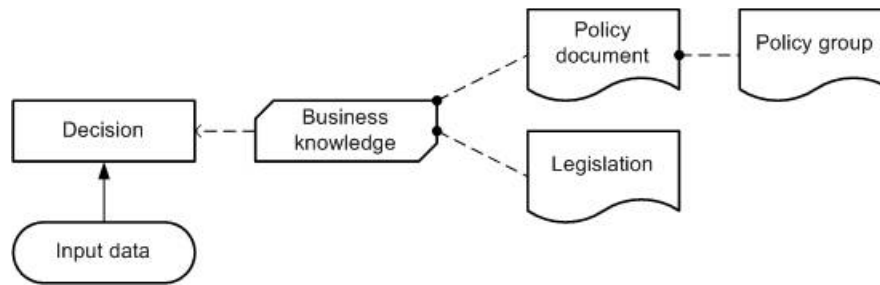 Policy
document
Policy group
Decision
Business
knowledge
Legislation
Input data